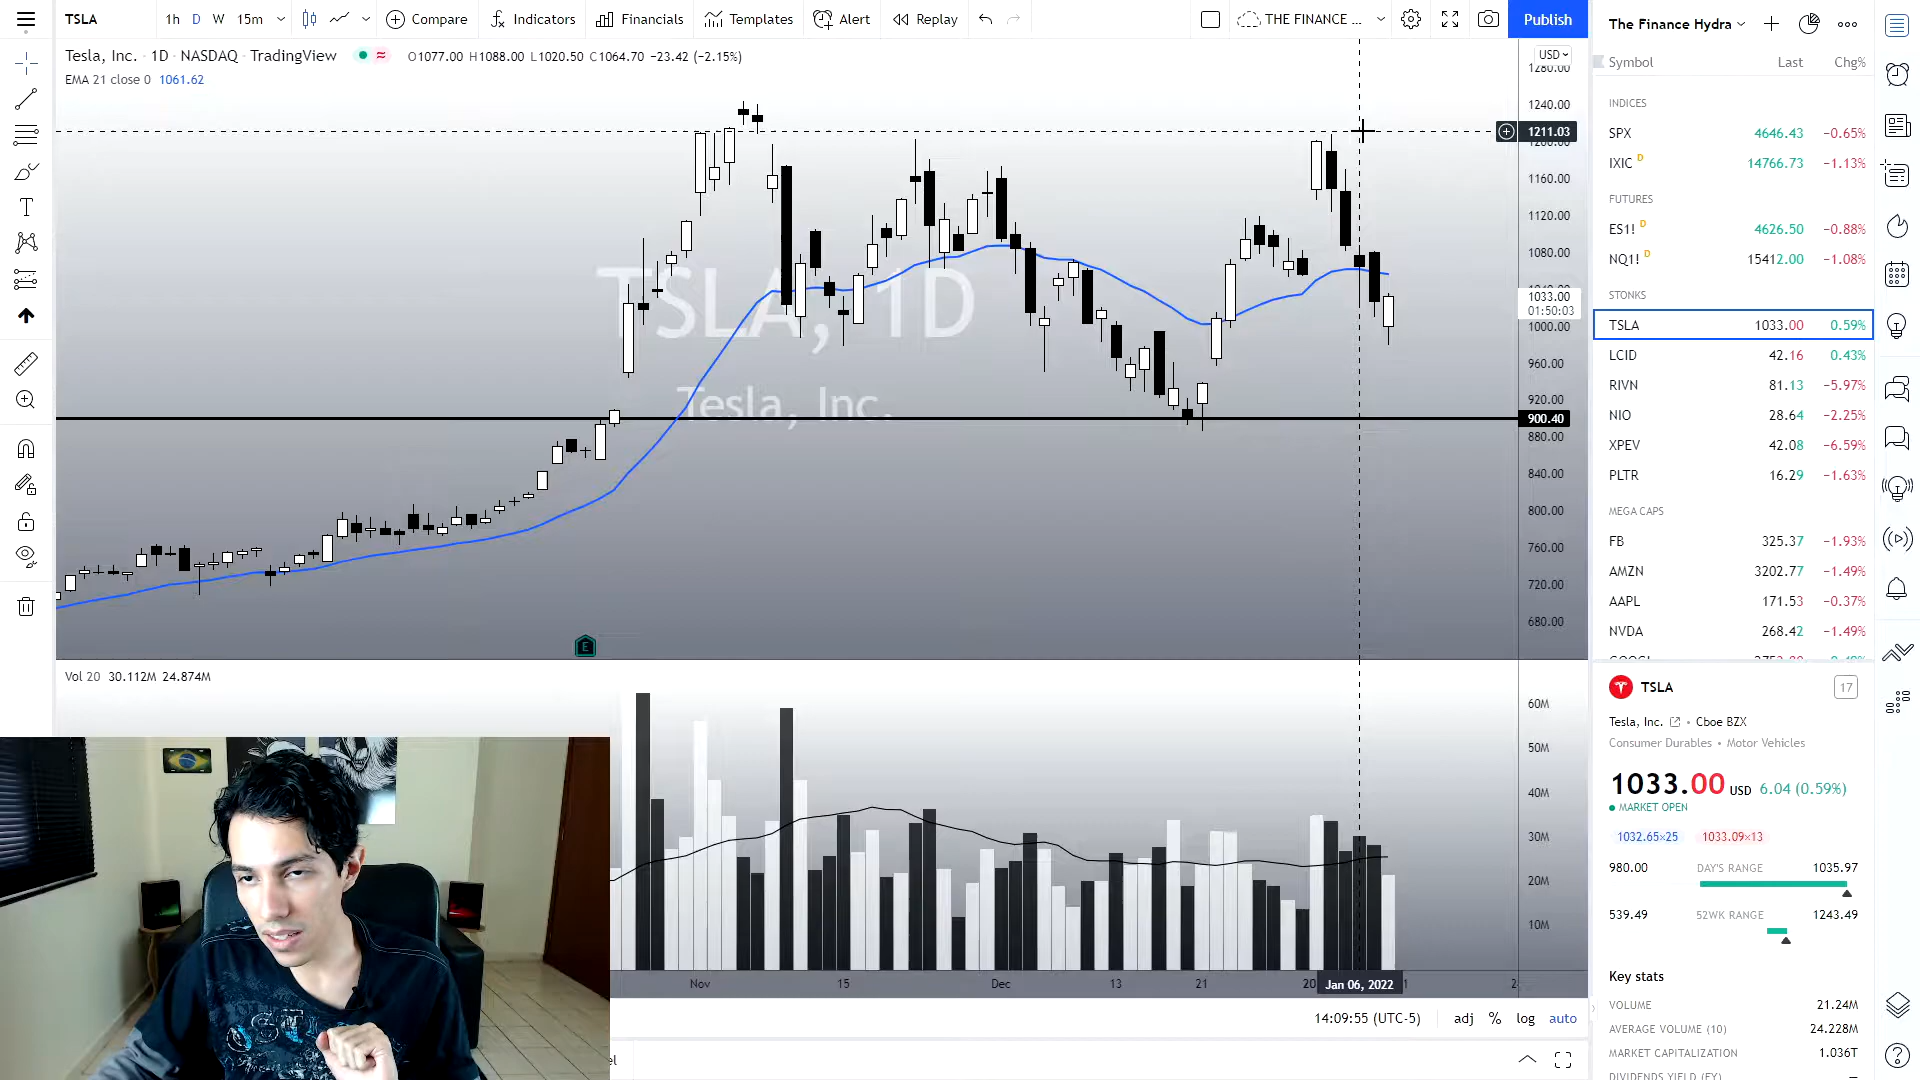 TSLA 1h D W 15m Compare Indicators Financials Templates Alert Replay THE FINANCE ... Publish
Tesla, Inc. · 1D · NASDAQ · TradingView O1077.00 H1088.00 L1020.50 C1064.70 −23.42 (−2.15%)
EMA 21 close 0 1061.62
USD
1280.00
1240.00
1211.03
1200.00
1160.00
1120.00
1080.00
1033.00
01:50:03
1000.00
960.00
920.00
900.40
880.00
840.00
800.00
760.00
720.00
680.00
TSLA, 1D
Tesla, Inc.
E
Vol 20 30.112M 24.874M
60M
50M
40M
30M
20M
10M
Nov 15 Dec 13 21 20 Jan 06, 2022
14:09:55 (UTC-5) adj % log auto
The Finance Hydra
Symbol Last Chg%
INDICES
SPX 4646.43 −0.65%
IXIC D 14766.73 −1.13%
FUTURES
ES1! D 4626.50 −0.88%
NQ1! D 15412.00 −1.08%
STONKS
TSLA 1033.00 0.59%
LCID 42.16 0.43%
RIVN 81.13 −5.97%
NIO 28.64 −2.25%
XPEV 42.08 −6.59%
PLTR 16.29 −1.63%
MEGA CAPS
FB 325.37 −1.93%
AMZN 3202.77 −1.49%
AAPL 171.53 −0.37%
NVDA 268.42 −1.49%
TSLA 17
Tesla, Inc. • Cboe BZX
Consumer Durables • Motor Vehicles
1033.00 USD 6.04 (0.59%)
MARKET OPEN
1032.65×25 1033.09×13
980.00 DAY'S RANGE 1035.97
539.49 52WK RANGE 1243.49
Key stats
VOLUME 21.24M
AVERAGE VOLUME (10) 24.228M
MARKET CAPITALIZATION 1.036T
DIVIDENDS YIELD (FY) —